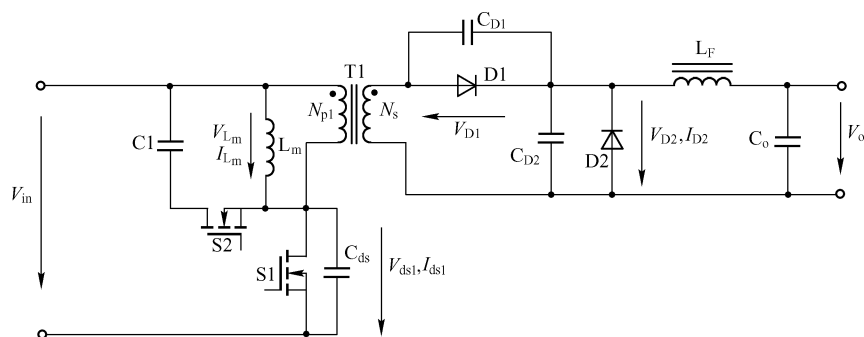 C_D1
L_F
T1
D1
N_p1
N_s
V_Lm
I_Lm
L_m
C1
V_D1
C_D2
D2
V_D2,I_D2
C_o
V_o
V_in
S2
S1
C_ds
V_ds1,I_ds1